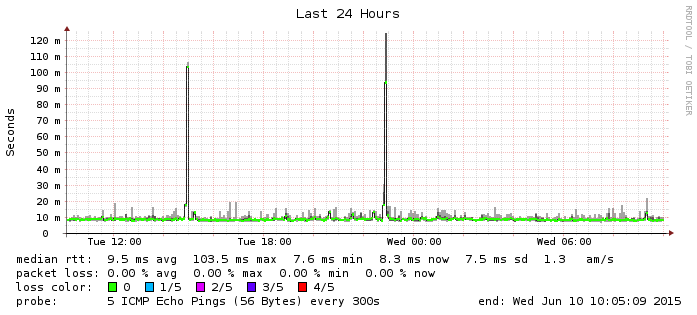 Last 24 Hours
RRDTOOL / TOBI OETIKER
Seconds
120 m
110 m
100 m
90 m
80 m
70 m
60 m
50 m
40 m
30 m
20 m
10 m
0
Tue 12:00 Tue 18:00 Wed 00:00 Wed 06:00
median rtt: 9.5 ms avg 103.5 ms max 7.6 ms min 8.3 ms now 7.5 ms sd 1.3 am/s
packet loss: 0.00 % avg 0.00 % max 0.00 % min 0.00 % now
loss color: 0 1/5 2/5 3/5 4/5
probe: 5 ICMP Echo Pings (56 Bytes) every 300s end: Wed Jun 10 10:05:09 2015